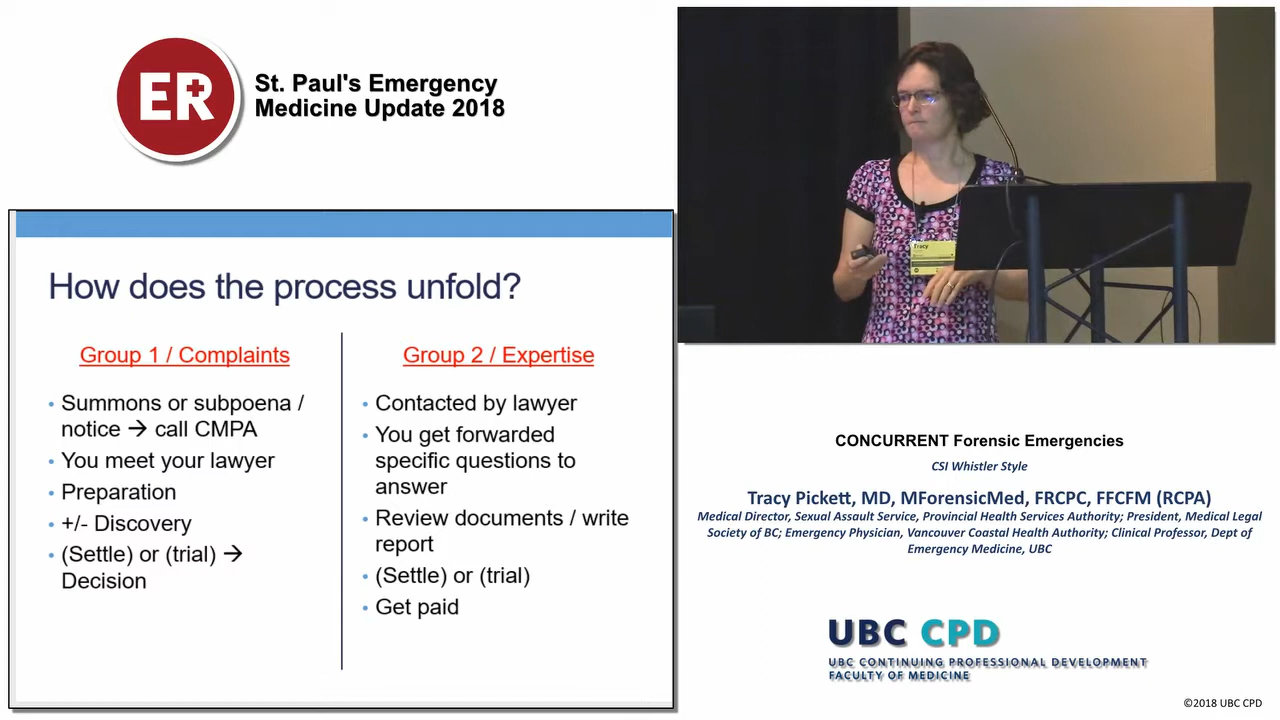 ER
St. Paul's Emergency
Medicine Update 2018
How does the process unfold?
Group 1 / Complaints
• Summons or subpoena /
notice → call CMPA
• You meet your lawyer
• Preparation
• +/- Discovery
• (Settle) or (trial) →
Decision
Group 2 / Expertise
• Contacted by lawyer
• You get forwarded
specific questions to
answer
• Review documents / write
report
• (Settle) or (trial)
• Get paid
Tracy
CONCURRENT Forensic Emergencies
CSI Whistler Style
Tracy Pickett, MD, MForensicMed, FRCPC, FFCFM (RCPA)
Medical Director, Sexual Assault Service, Provincial Health Services Authority; President, Medical Legal
Society of BC; Emergency Physician, Vancouver Coastal Health Authority; Clinical Professor, Dept of
Emergency Medicine, UBC
UBC CPD
UBC CONTINUING PROFESSIONAL DEVELOPMENT
FACULTY OF MEDICINE
©2018 UBC CPD